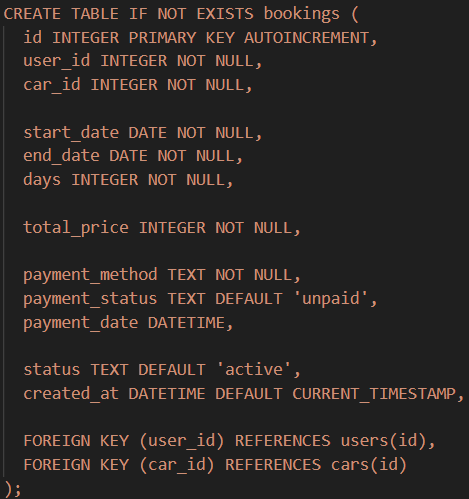 CREATE TABLE IF NOT EXISTS bookings (
id INTEGER PRIMARY KEY AUTOINCREMENT,
user_id INTEGER NOT NULL,
car_id INTEGER NOT NULL,
start_date DATE NOT NULL,
end_date DATE NOT NULL,
days INTEGER NOT NULL,
total_price INTEGER NOT NULL,
payment_method TEXT NOT NULL,
payment_status TEXT DEFAULT 'unpaid',
payment_date DATETIME,
status TEXT DEFAULT 'active',
created_at DATETIME DEFAULT CURRENT_TIMESTAMP,
FOREIGN KEY (user_id) REFERENCES users(id),
FOREIGN KEY (car_id) REFERENCES cars(id)
);